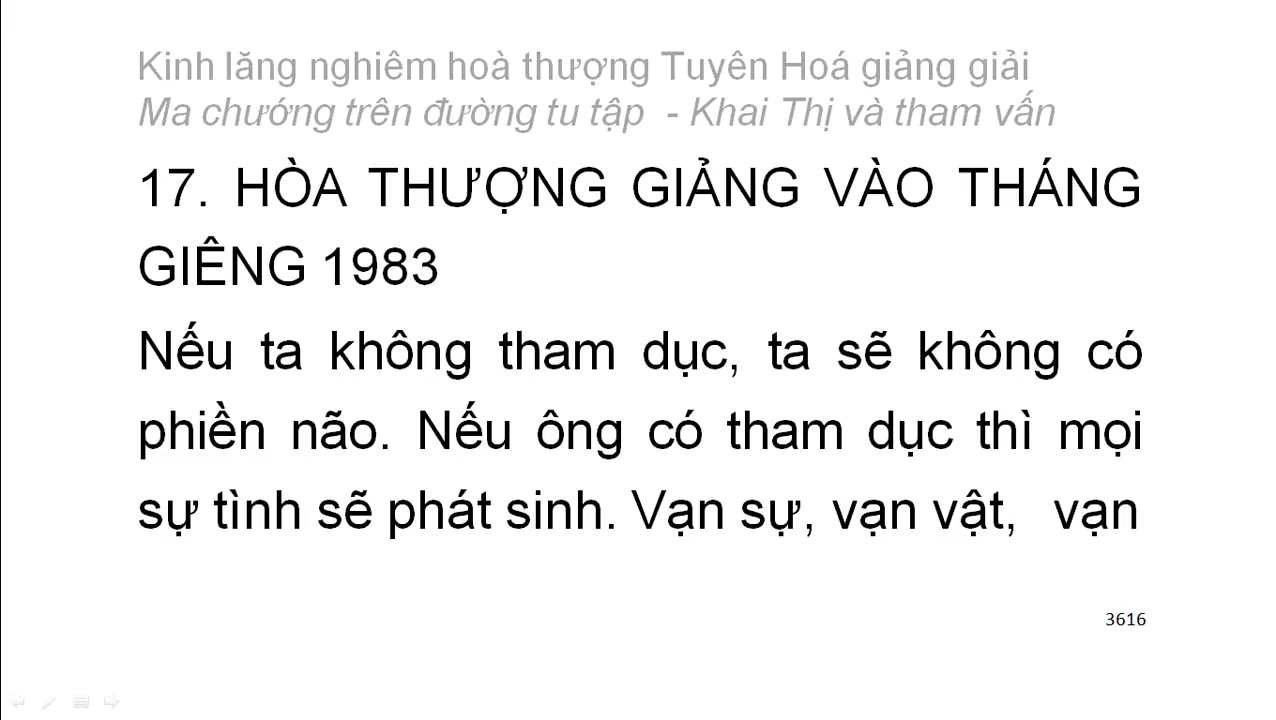 Kinh lăng nghiêm hoà thượng Tuyên Hoá giảng giải
Ma chướng trên đường tu tập - Khai Thị và tham vấn
17. HÒA THƯỢNG GIẢNG VÀO THÁNG
GIÊNG 1983
Nếu ta không tham dục, ta sẽ không có
phiền não. Nếu ông có tham dục thì mọi
sự tình sẽ phát sinh. Vạn sự, vạn vật, vạn
3616